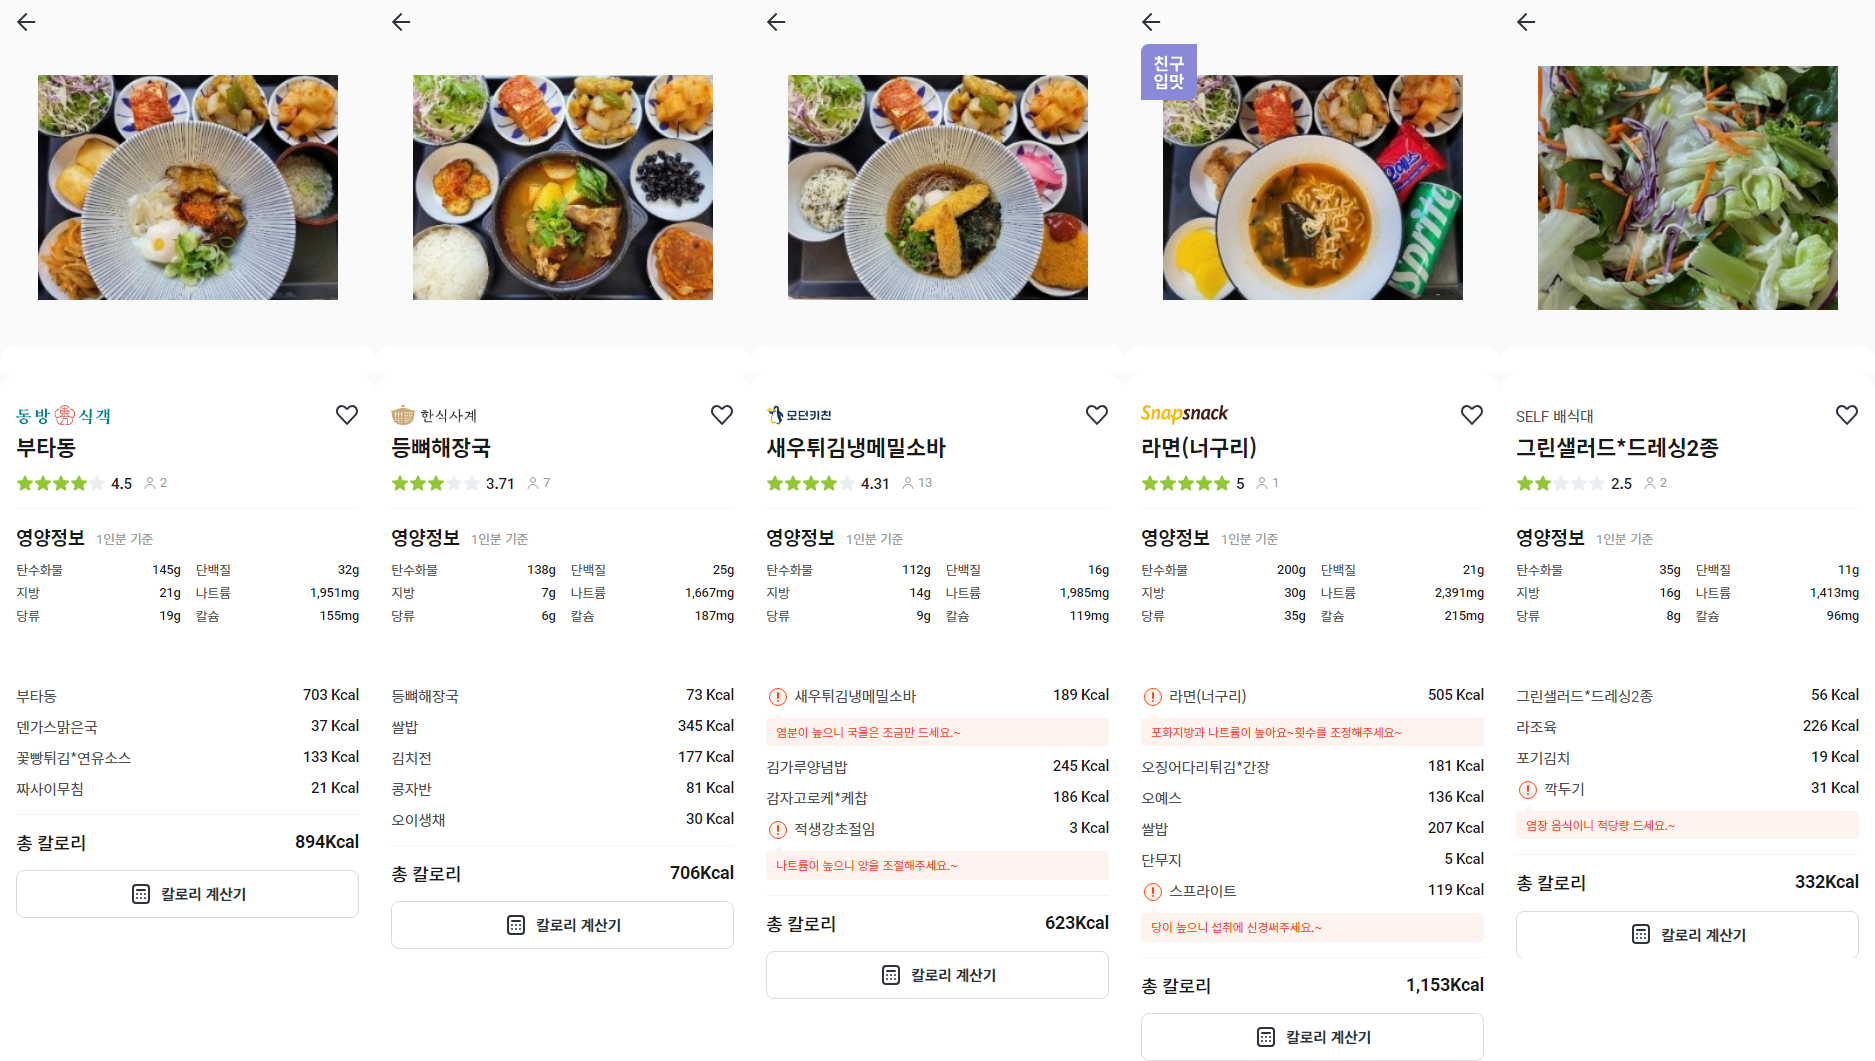 동방식객
부타동
4.5 2
영양정보 1인분 기준
탄수화물 145g 단백질 32g
지방 21g 나트륨 1,951mg
당류 19g 칼슘 155mg
부타동 703 Kcal
덴가스맑은국 37 Kcal
꽃빵튀김*연유소스 133 Kcal
짜사이무침 21 Kcal
총 칼로리 894Kcal
칼로리 계산기
한식사계
등뼈해장국
3.71 7
영양정보 1인분 기준
탄수화물 138g 단백질 25g
지방 7g 나트륨 1,667mg
당류 6g 칼슘 187mg
등뼈해장국 73 Kcal
쌀밥 345 Kcal
김치전 177 Kcal
콩자반 81 Kcal
오이생채 30 Kcal
총 칼로리 706Kcal
칼로리 계산기
모던키친
새우튀김냉메밀소바
4.31 13
영양정보 1인분 기준
탄수화물 112g 단백질 16g
지방 14g 나트륨 1,985mg
당류 9g 칼슘 119mg
새우튀김냉메밀소바 189 Kcal
염분이 높으니 국물은 조금만 드세요.~
김가루양념밥 245 Kcal
감자고로케*케찹 186 Kcal
적생강초절임 3 Kcal
나트륨이 높으니 양을 조절해주세요.~
총 칼로리 623Kcal
칼로리 계산기
친구
입맛
오예스
sprite
Snapsnack
라면(너구리)
5 1
영양정보 1인분 기준
탄수화물 200g 단백질 21g
지방 30g 나트륨 2,391mg
당류 35g 칼슘 215mg
라면(너구리) 505 Kcal
포화지방과 나트륨이 높아요~횟수를 조정해주세요~
오징어다리튀김*간장 181 Kcal
오예스 136 Kcal
쌀밥 207 Kcal
단무지 5 Kcal
스프라이트 119 Kcal
당이 높으니 섭취에 신경써주세요.~
총 칼로리 1,153Kcal
칼로리 계산기
SELF 배식대
그린샐러드*드레싱2종
2.5 2
영양정보 1인분 기준
탄수화물 35g 단백질 11g
지방 16g 나트륨 1,413mg
당류 8g 칼슘 96mg
그린샐러드*드레싱2종 56 Kcal
라조육 226 Kcal
포기김치 19 Kcal
깍두기 31 Kcal
염장 음식이니 적당량 드세요.~
총 칼로리 332Kcal
칼로리 계산기